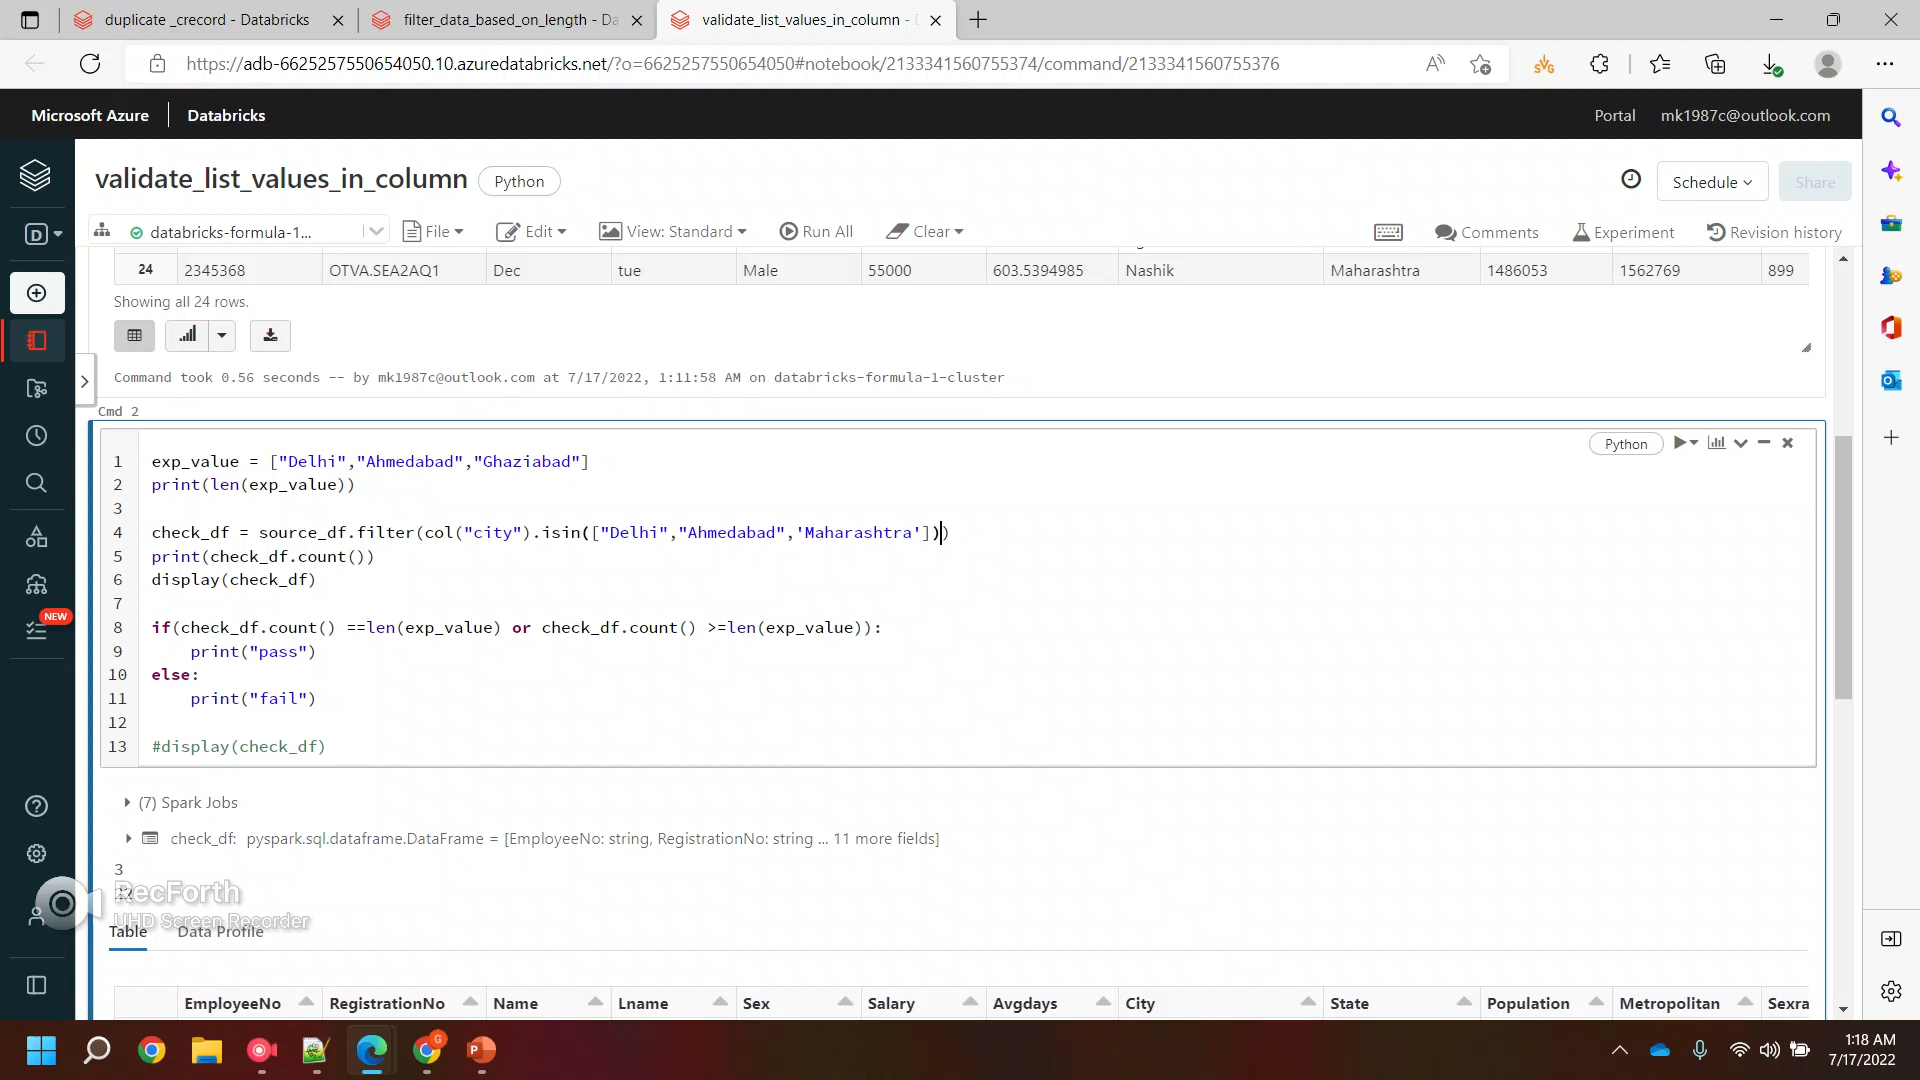 duplicate _crecord - Databricks
filter_data_based_on_length - Da
validate_list_values_in_column -
https://adb-6625257550654050.10.azuredatabricks.net/?o=6625257550654050#notebook/2133341560755374/command/2133341560755376
Microsoft Azure
Databricks
Portal
mk1987c@outlook.com
validate_list_values_in_column
Python
Schedule
Share
D
databricks-formula-1...
File
Edit
View: Standard
Run All
Clear
Comments
Experiment
Revision history
24 2345368 OTVA.SEA2AQ1 Dec tue Male 55000 603.5394985 Nashik Maharashtra 1486053 1562769 899
Showing all 24 rows.
Command took 0.56 seconds -- by mk1987c@outlook.com at 7/17/2022, 1:11:58 AM on databricks-formula-1-cluster
Cmd 2
Python
1 exp_value = ["Delhi","Ahmedabad","Ghaziabad"]
2 print(len(exp_value))
3
4 check_df = source_df.filter(col("city").isin(["Delhi","Ahmedabad",'Maharashtra']))
5 print(check_df.count())
6 display(check_df)
7
8 if(check_df.count() ==len(exp_value) or check_df.count() >=len(exp_value)):
9 print("pass")
10 else:
11 print("fail")
12
13 #display(check_df)
NEW
(7) Spark Jobs
check_df: pyspark.sql.dataframe.DataFrame = [EmployeeNo: string, RegistrationNo: string ... 11 more fields]
3
RecForth
UHD Screen Recorder
Table
Data Profile
EmployeeNo RegistrationNo Name Lname Sex Salary Avgdays City State Population Metropolitan Sexra
1:18 AM
7/17/2022